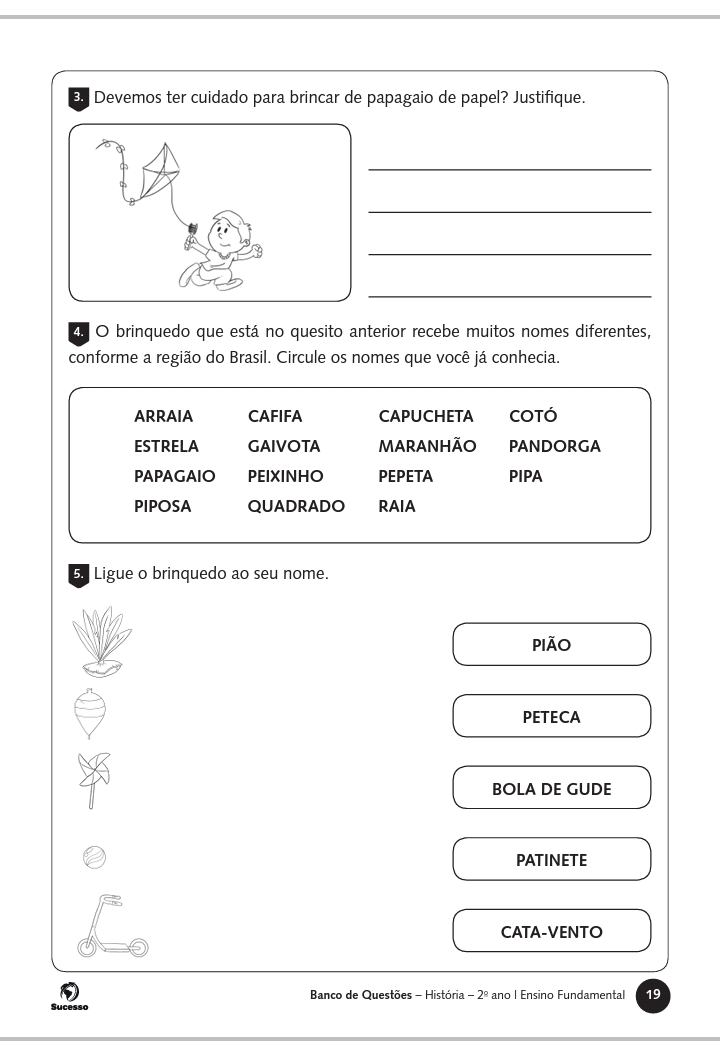 3. Devemos ter cuidado para brincar de papagaio de papel? Justifique.
4. O brinquedo que está no quesito anterior recebe muitos nomes diferentes,
conforme a região do Brasil. Circule os nomes que você já conhecia.
ARRAIA CAFIFA CAPUCHETA COTÓ
ESTRELA GAIVOTA MARANHÃO PANDORGA
PAPAGAIO PEIXINHO PEPETA PIPA
PIPOSA QUADRADO RAIA
5. Ligue o brinquedo ao seu nome.
PIÃO
PETECA
BOLA DE GUDE
PATINETE
CATA-VENTO
Sucesso
Banco de Questões – História – 2º ano | Ensino Fundamental 19